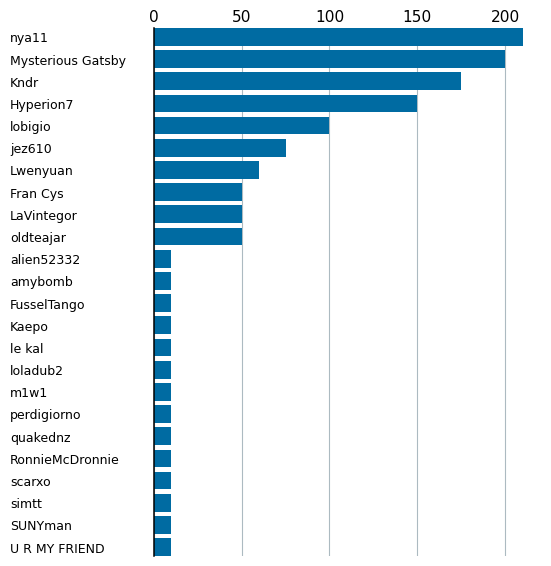 0 50 100 150 200
nya11
Mysterious Gatsby
Kndr
Hyperion7
lobigio
jez610
Lwenyuan
Fran Cys
LaVintegor
oldteajar
alien52332
amybomb
FusselTango
Kaepo
le kal
loladub2
m1w1
perdigiorno
quakednz
RonnieMcDronnie
scarxo
simtt
SUNYman
U R MY FRIEND